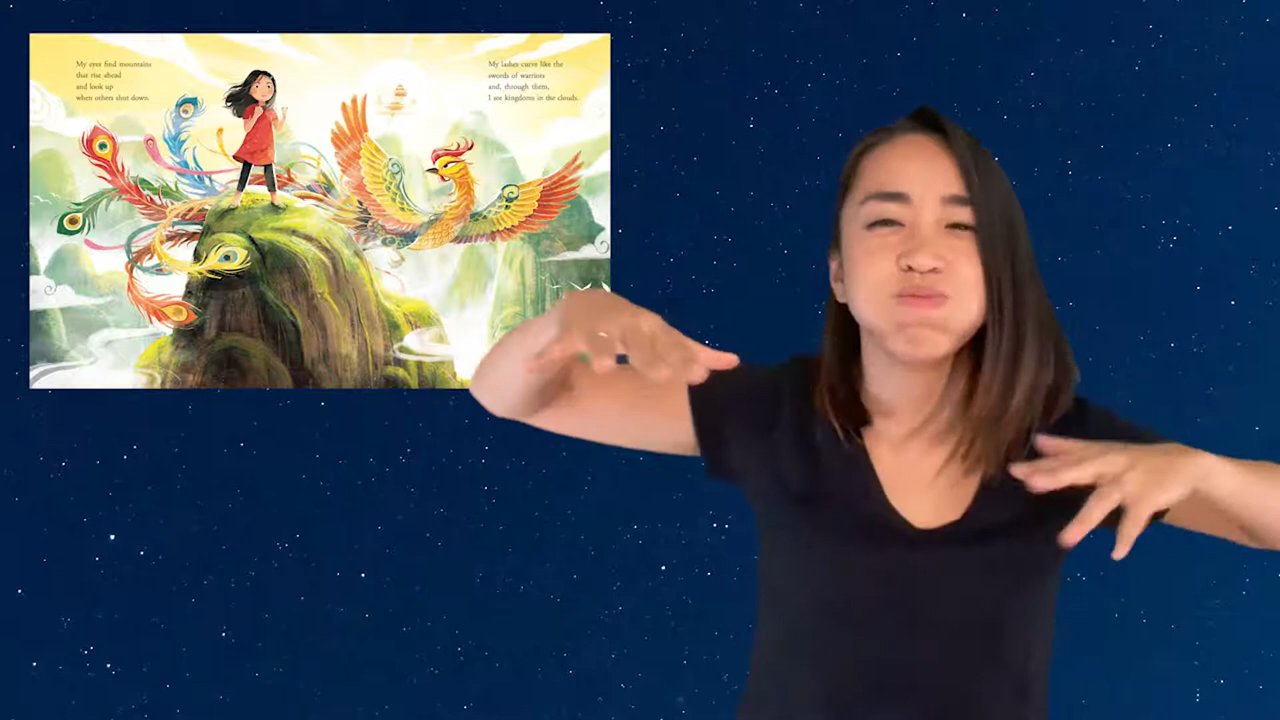 My eyes find mountains
that rise ahead
and look up
when others shut down.
My lashes curve like the
swords of warriors
and, through them,
I see kingdoms in the clouds.